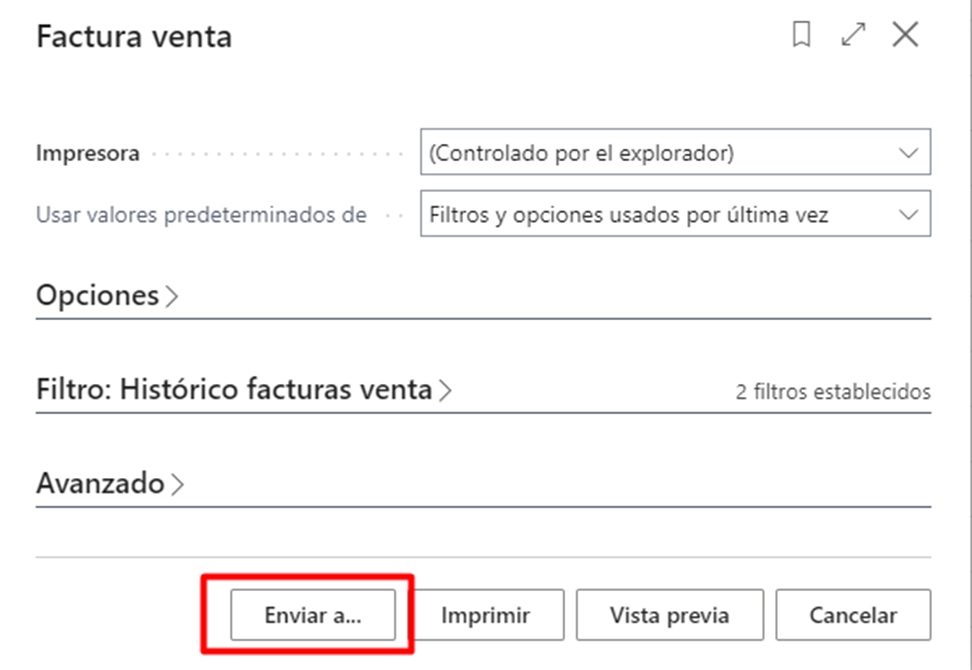 Factura venta
Impresora
(Controlado por el explorador)
Usar valores predeterminados de
Filtros y opciones usados por última vez
Opciones
Filtro: Histórico facturas venta
2 filtros establecidos
Avanzado
Enviar a...
Imprimir
Vista previa
Cancelar